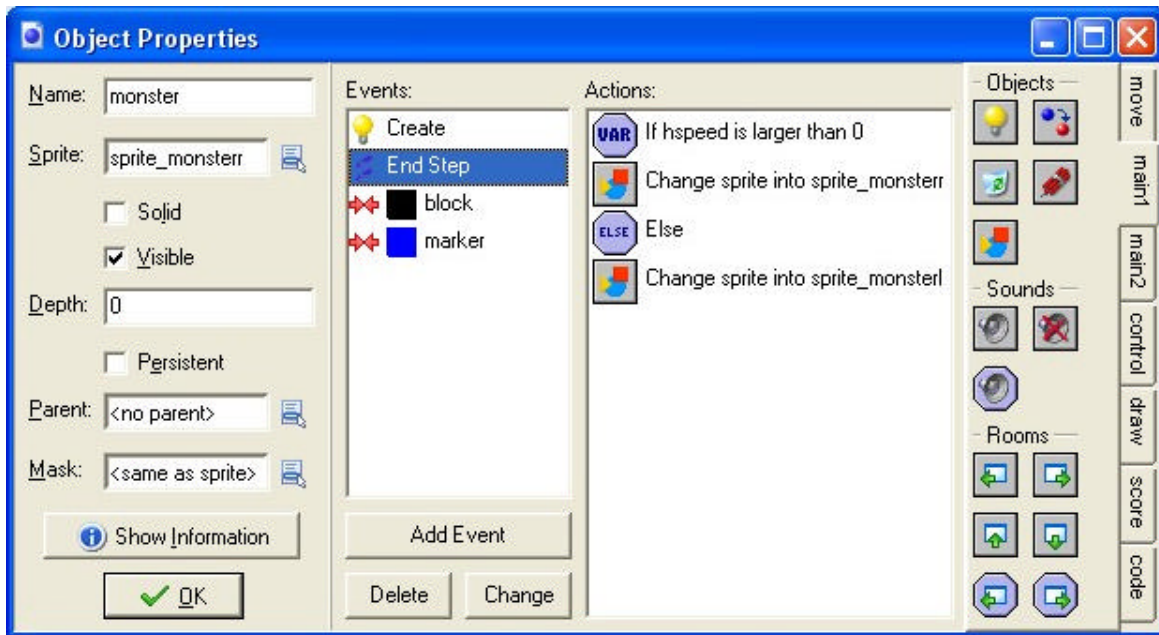 Object Properties
Name: monster
Sprite: sprite_monsterr
Solid
Visible
Depth: 0
Persistent
Parent: <no parent>
Mask: <same as sprite>
Show Information
OK
Events:
Create
End Step
block
marker
Add Event
Delete Change
Actions:
VAR If hspeed is larger than 0
Change sprite into sprite_monsterr
ELSE Else
Change sprite into sprite_monsterl
Objects
Sounds
Rooms
move
main1
main2
control
draw
score
code